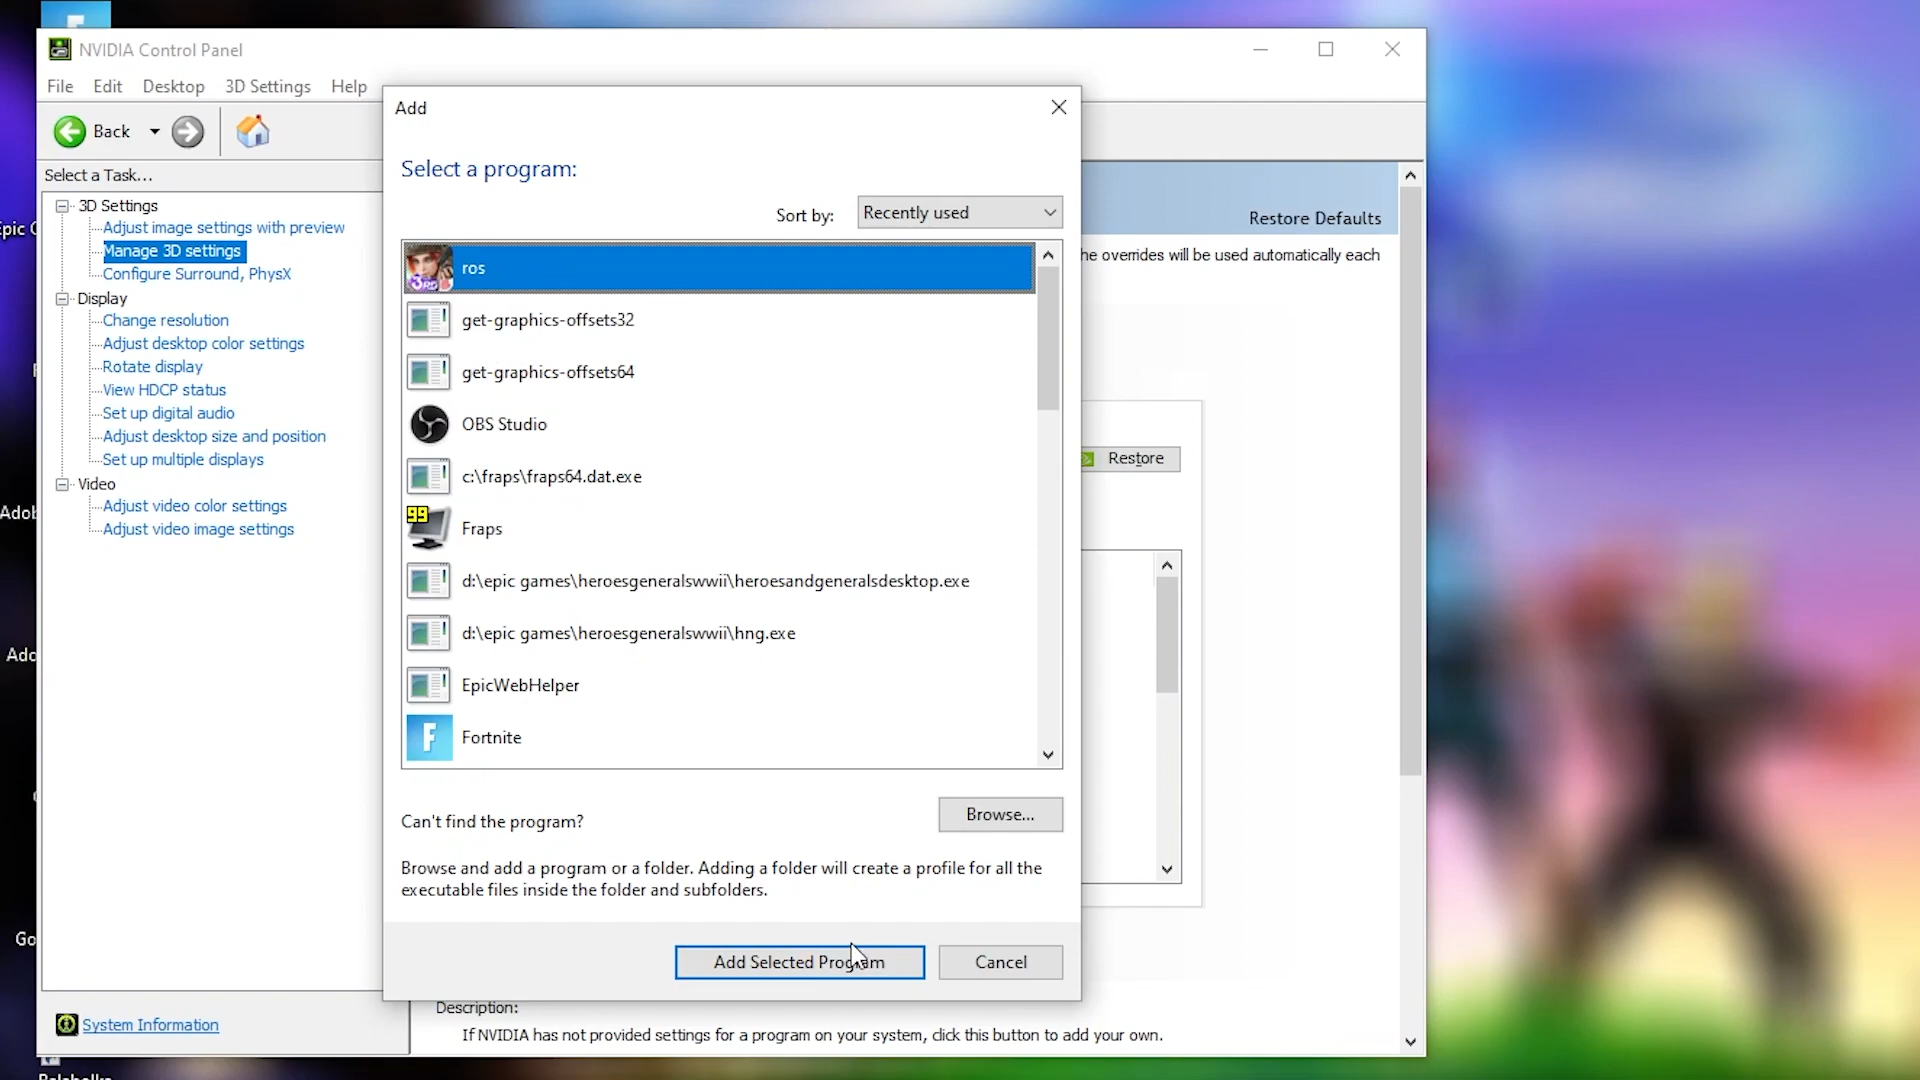 NVIDIA Control Panel
File Edit Desktop 3D Settings Help
Back
Select a Task...
3D Settings
Adjust image settings with preview
Manage 3D settings
Configure Surround, PhysX
Display
Change resolution
Adjust desktop color settings
Rotate display
View HDCP status
Set up digital audio
Adjust desktop size and position
Set up multiple displays
Video
Adjust video color settings
Adjust video image settings
System Information
Add
Select a program:
Sort by: Recently used
ros
get-graphics-offsets32
get-graphics-offsets64
OBS Studio
c:\fraps\fraps64.dat.exe
99
Fraps
d:\epic games\heroesgeneralswwii\heroesandgeneralsdesktop.exe
d:\epic games\heroesgeneralswwii\hng.exe
EpicWebHelper
F
Fortnite
Can't find the program?
Browse...
Browse and add a program or a folder. Adding a folder will create a profile for all the
executable files inside the folder and subfolders.
Add Selected Program
Cancel
Restore Defaults
he overrides will be used automatically each
Restore
Description:
If NVIDIA has not provided settings for a program on your system, click this button to add your own.
Epic G
Adob
Ado
Go